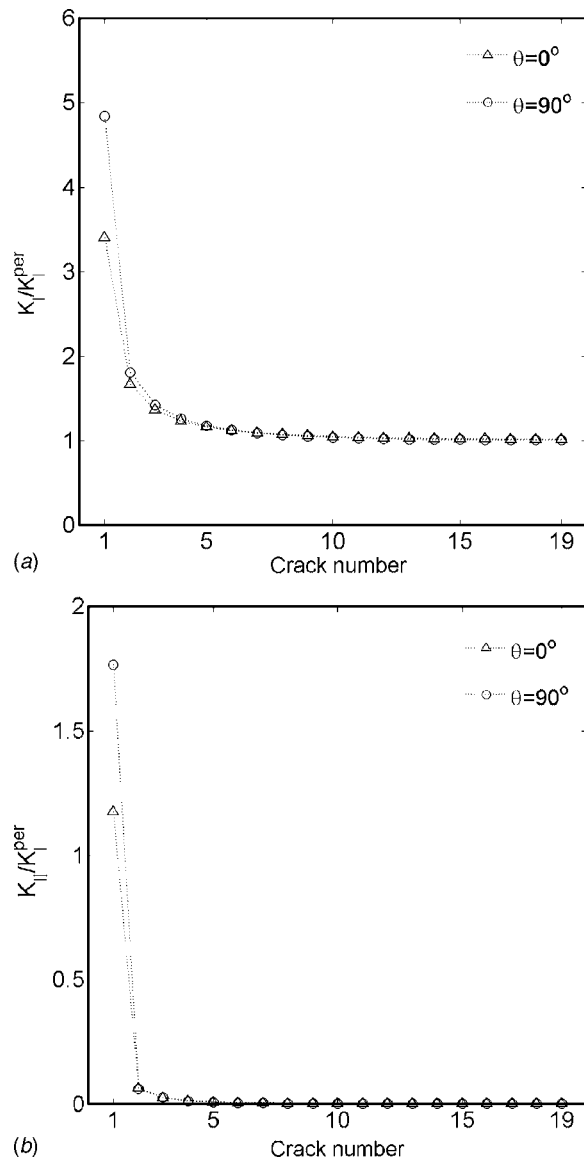 6
5
4
3
2
1
0
K_I/K_I^per
θ=0°
θ=90°
1 5 10 15 19
Crack number
(a)
2
1.5
1
0.5
0
K_II/K_I^per
θ=0°
θ=90°
1 5 10 15 19
Crack number
(b)